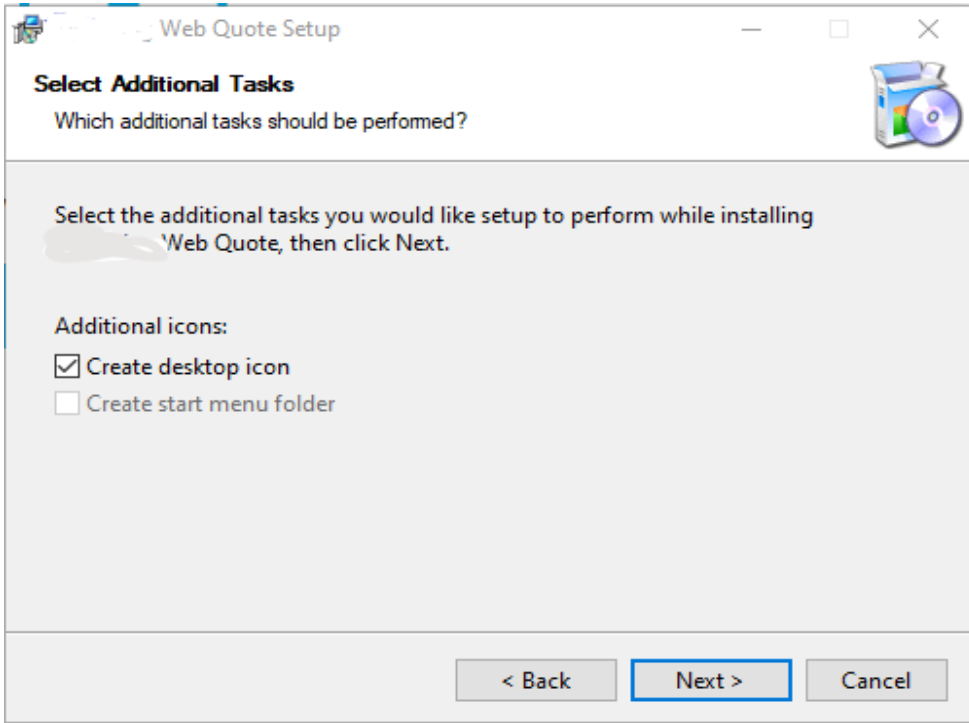 Web Quote Setup
Select Additional Tasks
Which additional tasks should be performed?
Select the additional tasks you would like setup to perform while installing
Web Quote, then click Next.
Additional icons:
Create desktop icon
Create start menu folder
< Back Next > Cancel